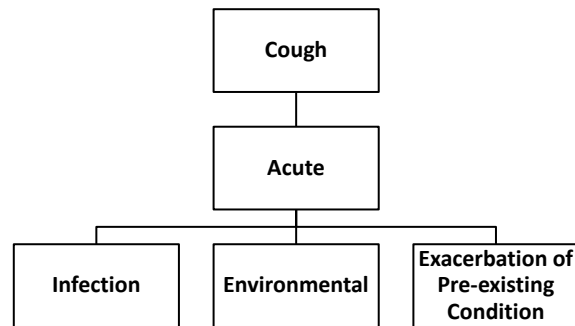 Cough
Acute
Infection
Environmental
Exacerbation of
Pre-existing
Condition